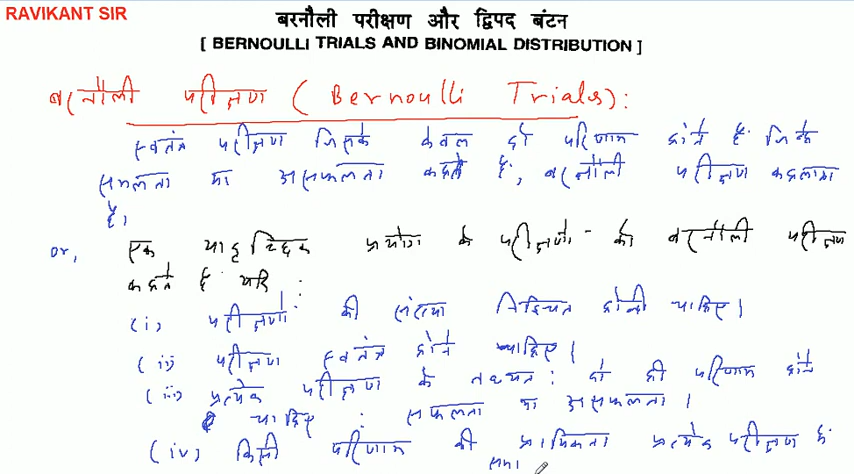 RAVIKANT SIR
बरनौली परीक्षण और द्विपद बंटन
[ BERNOULLI TRIALS AND BINOMIAL DISTRIBUTION ]
बरनौली परीक्षण ( Bernoulli Trials ) :
स्वतंत्र परीक्षण जिसके केवल दो परिणाम होते हैं जिनके
सफलता या असफलता कहते हैं, बरनौली परीक्षण कहलाता
है।
or, एक यादृच्छिक प्रयोग के परीक्षणों को बरनौली परीक्षण
कहते हैं यदि :
(i) परीक्षणों की संख्या निश्चित होनी चाहिए।
(ii) परीक्षण स्वतंत्र होने चाहिए।
(iii) प्रत्येक परीक्षण के तथ्यतः दो ही परिणाम होने
चाहिए : सफलता या असफलता।
(iv) किसी परिणाम की प्रायिकता प्रत्येक परीक्षण में